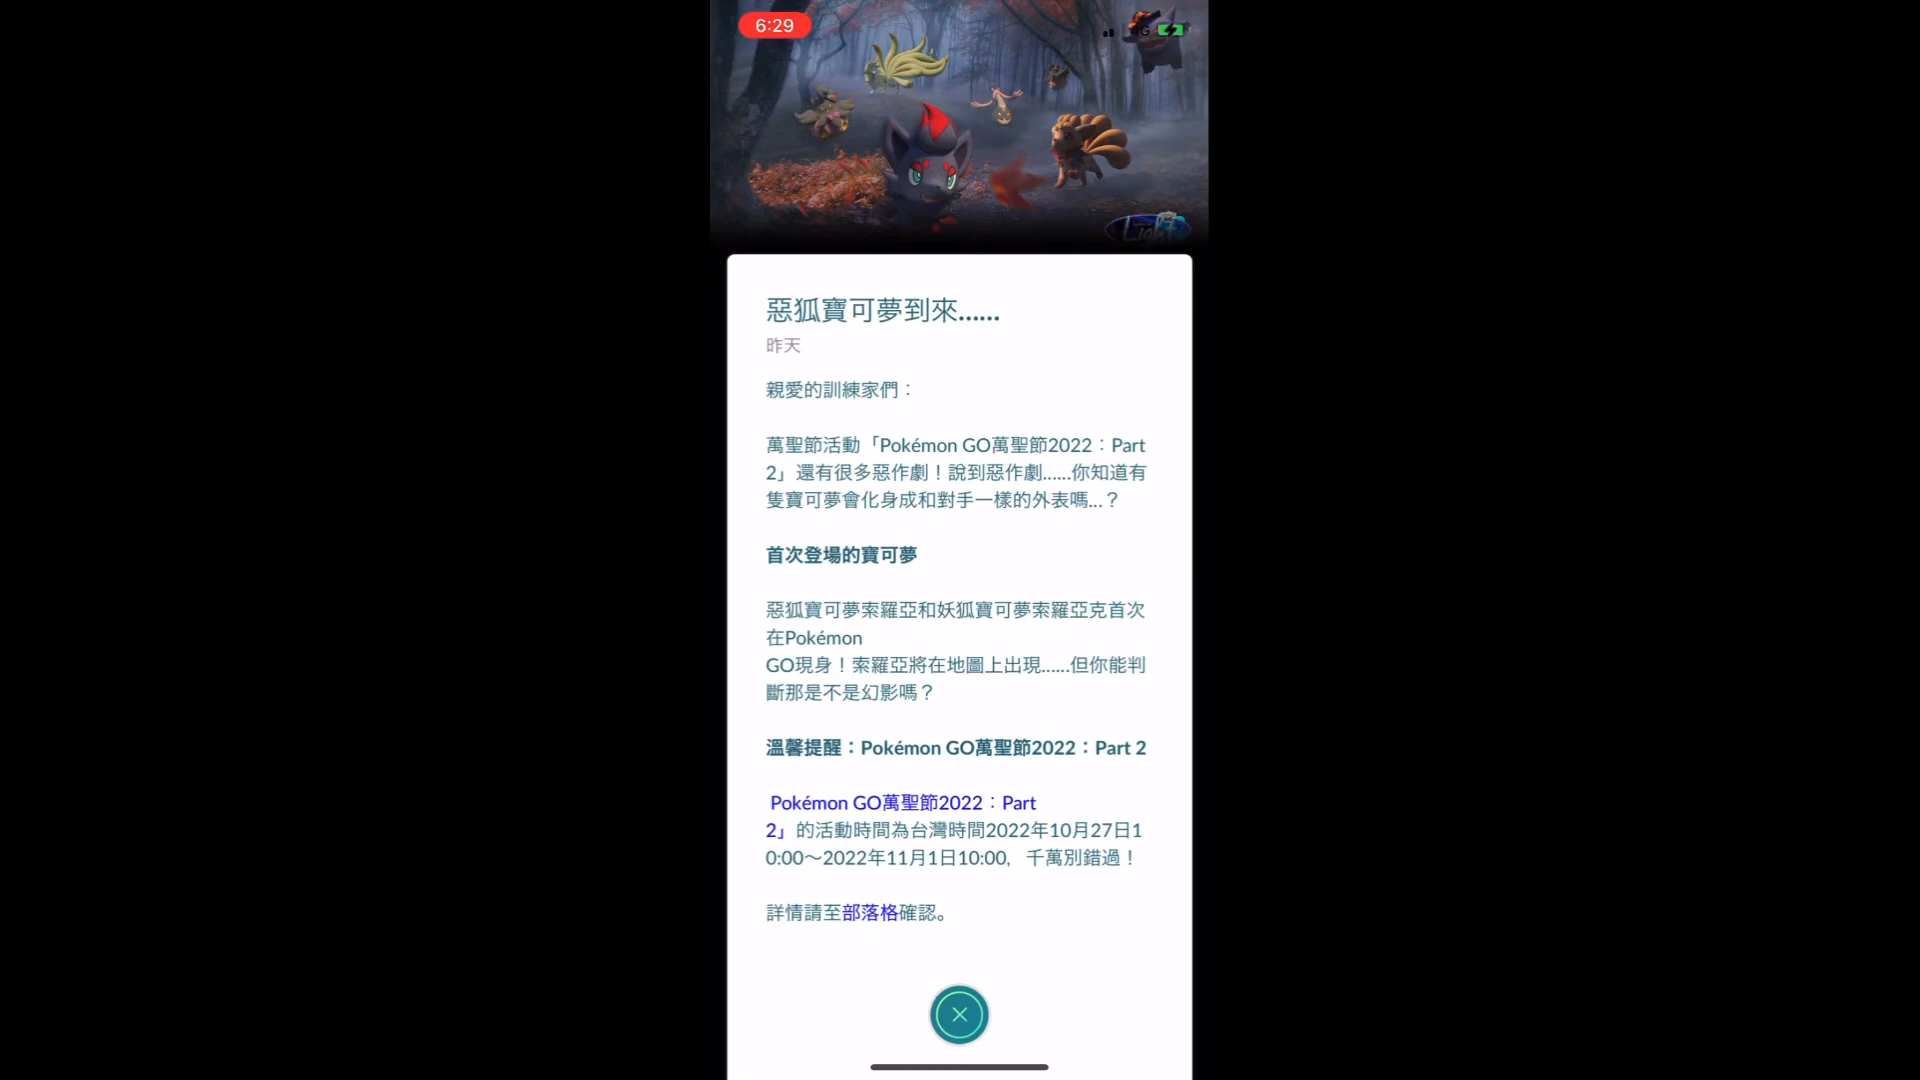 6:29
4G
惡狐寶可夢到來......
昨天
親愛的訓練家們：
萬聖節活動「Pokémon GO萬聖節2022：Part
2」還有很多惡作劇！說到惡作劇......你知道有
隻寶可夢會化身成和對手一樣的外表嗎...？
首次登場的寶可夢
惡狐寶可夢索羅亞和妖狐寶可夢索羅亞克首次
在Pokémon
GO現身！索羅亞將在地圖上出現......但你能判
斷那是不是幻影嗎？
溫馨提醒：Pokémon GO萬聖節2022：Part 2
Pokémon GO萬聖節2022：Part
2」的活動時間為台灣時間2022年10月27日1
0:00～2022年11月1日10:00，千萬別錯過！
詳情請至部落格確認。